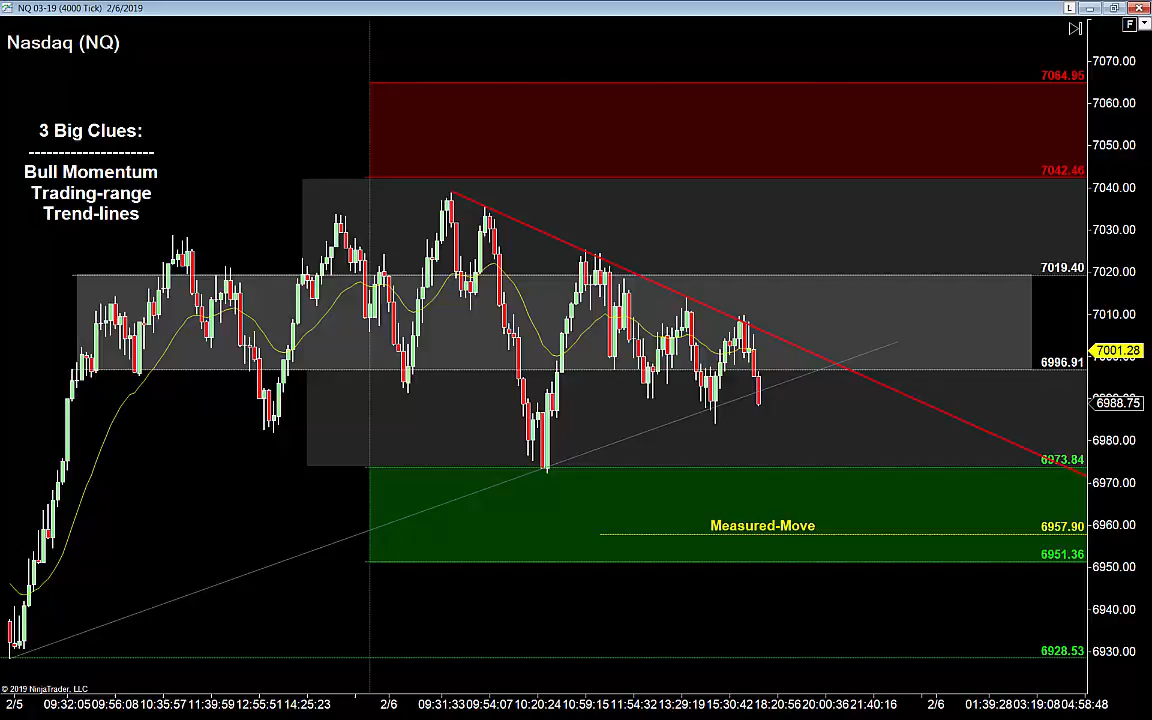 NQ 03-19 (4000 Tick) 2/6/2019
L
F
Nasdaq (NQ)
3 Big Clues:
---------------------
Bull Momentum
Trading-range
Trend-lines
7064.95
7042.46
7019.40
6996.91
6973.84
Measured-Move
6957.90
6951.36
6928.53
7070.00
7060.00
7050.00
7040.00
7030.00
7020.00
7010.00
7001.28
6988.75
6980.00
6970.00
6960.00
6950.00
6940.00
6930.00
© 2019 NinjaTrader, LLC
2/5 09:32:05 09:56:08 10:35:57 11:39:59 12:55:51 14:25:23 2/6 09:31:33 09:54:07 10:20:24 10:59:15 11:54:32 13:29:19 15:30:42 18:20:56 20:00:36 21:40:16 2/6 01:39:28 03:19:08 04:58:48